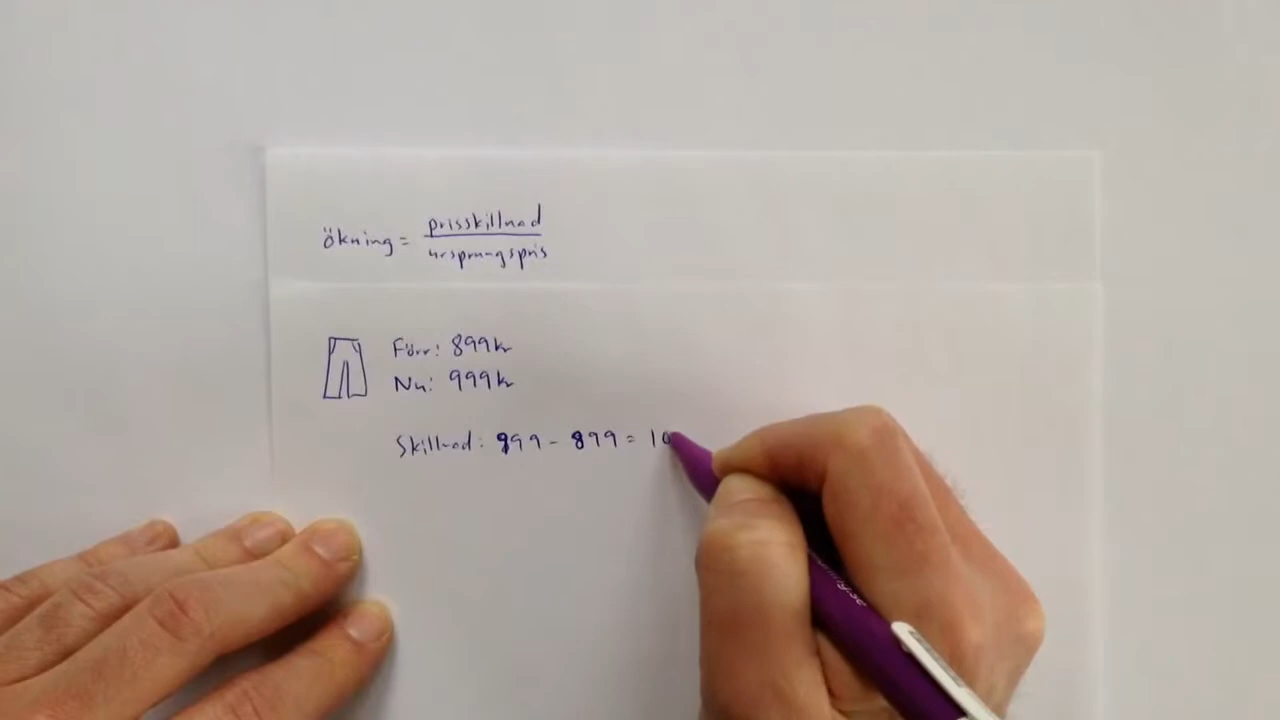 ökning = prisskillnad
ursprungspris
Förr: 899kr
Nu: 999kr
Skillnad: 999 - 899 = 10